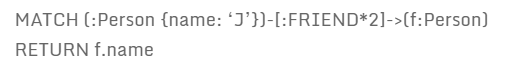 MATCH (:Person {name: ‘J’})-[:FRIEND*2]->(f:Person)
RETURN f.name